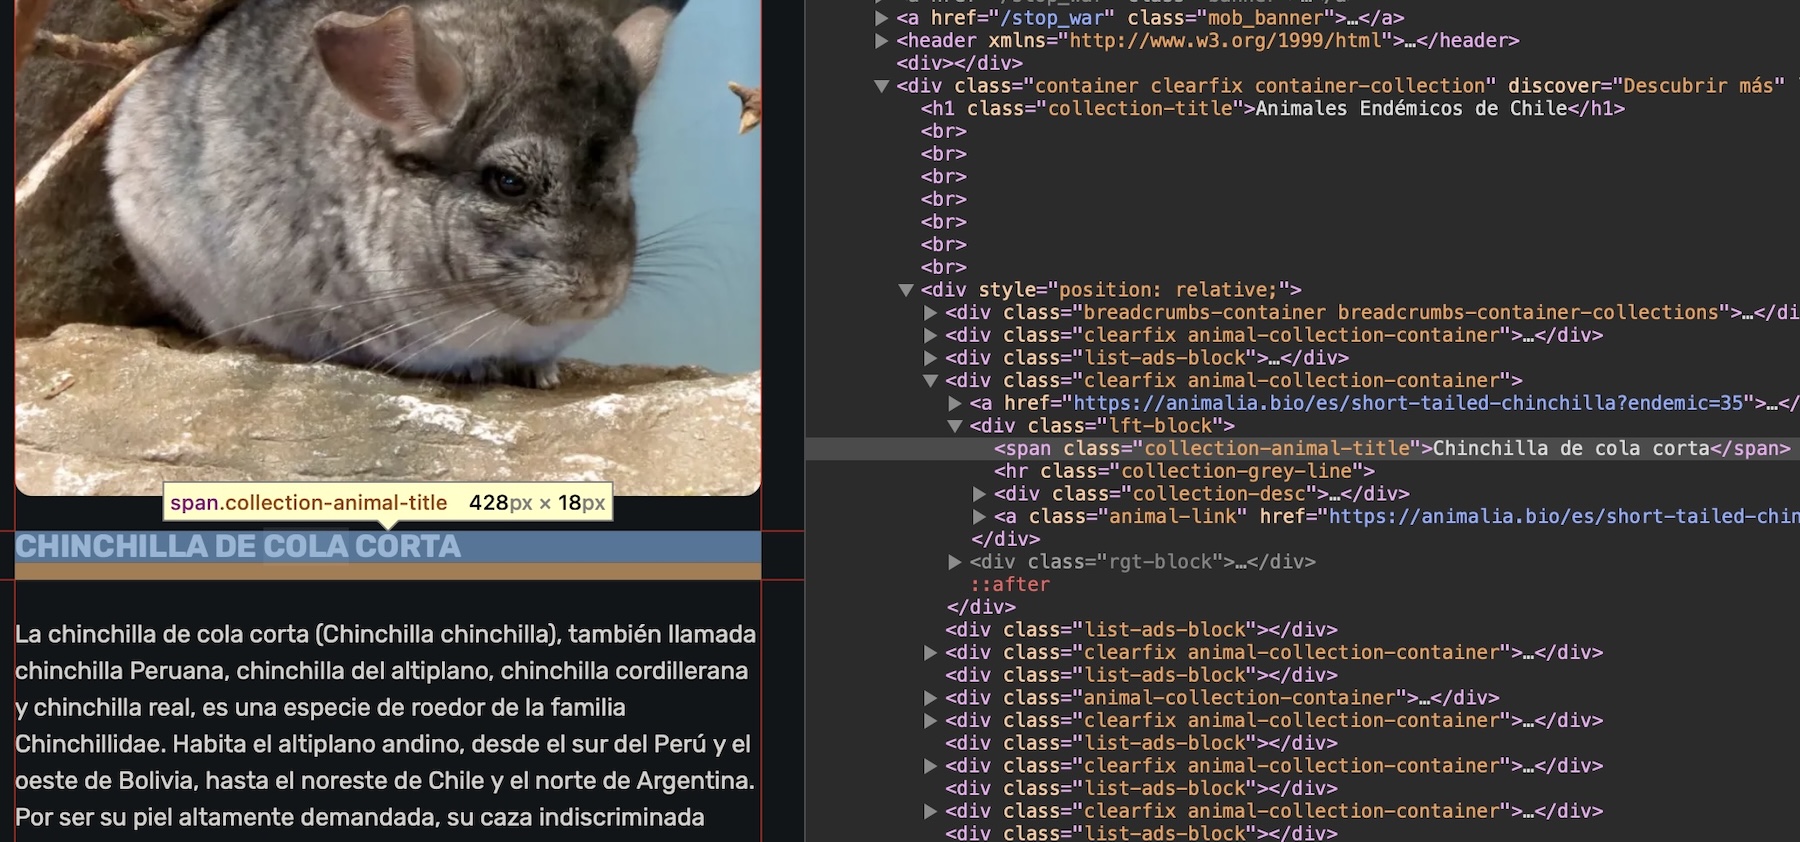 span.collection-animal-title 428px × 18px
CHINCHILLA DE COLA CORTA
La chinchilla de cola corta (Chinchilla chinchilla), también llamada
chinchilla Peruana, chinchilla del altiplano, chinchilla cordillerana
y chinchilla real, es una especie de roedor de la familia
Chinchillidae. Habita el altiplano andino, desde el sur del Perú y el
oeste de Bolivia, hasta el noreste de Chile y el norte de Argentina.
Por ser su piel altamente demandada, su caza indiscriminada
<a href="/stop_war" class="mob_banner">…</a>
<header xmlns="http://www.w3.org/1999/html">…</header>
<div></div>
<div class="container clearfix container-collection" discover="Descubrir más"
<h1 class="collection-title">Animales Endémicos de Chile</h1>
<br>
<br>
<br>
<br>
<br>
<br>
<br>
<div style="position: relative;">
<div class="breadcrumbs-container breadcrumbs-container-collections">…</di
<div class="clearfix animal-collection-container">…</div>
<div class="list-ads-block">…</div>
<div class="clearfix animal-collection-container">
<a href="https://animalia.bio/es/short-tailed-chinchilla?endemic=35">…</
<div class="lft-block">
<span class="collection-animal-title">Chinchilla de cola corta</span>
<hr class="collection-grey-line">
<div class="collection-desc">…</div>
<a class="animal-link" href="https://animalia.bio/es/short-tailed-chin
</div>
<div class="rgt-block">…</div>
::after
</div>
<div class="list-ads-block"></div>
<div class="clearfix animal-collection-container">…</div>
<div class="list-ads-block"></div>
<div class="animal-collection-container">…</div>
<div class="clearfix animal-collection-container">…</div>
<div class="list-ads-block"></div>
<div class="clearfix animal-collection-container">…</div>
<div class="list-ads-block"></div>
<div class="clearfix animal-collection-container">…</div>
<div class="list-ads-block"></div>